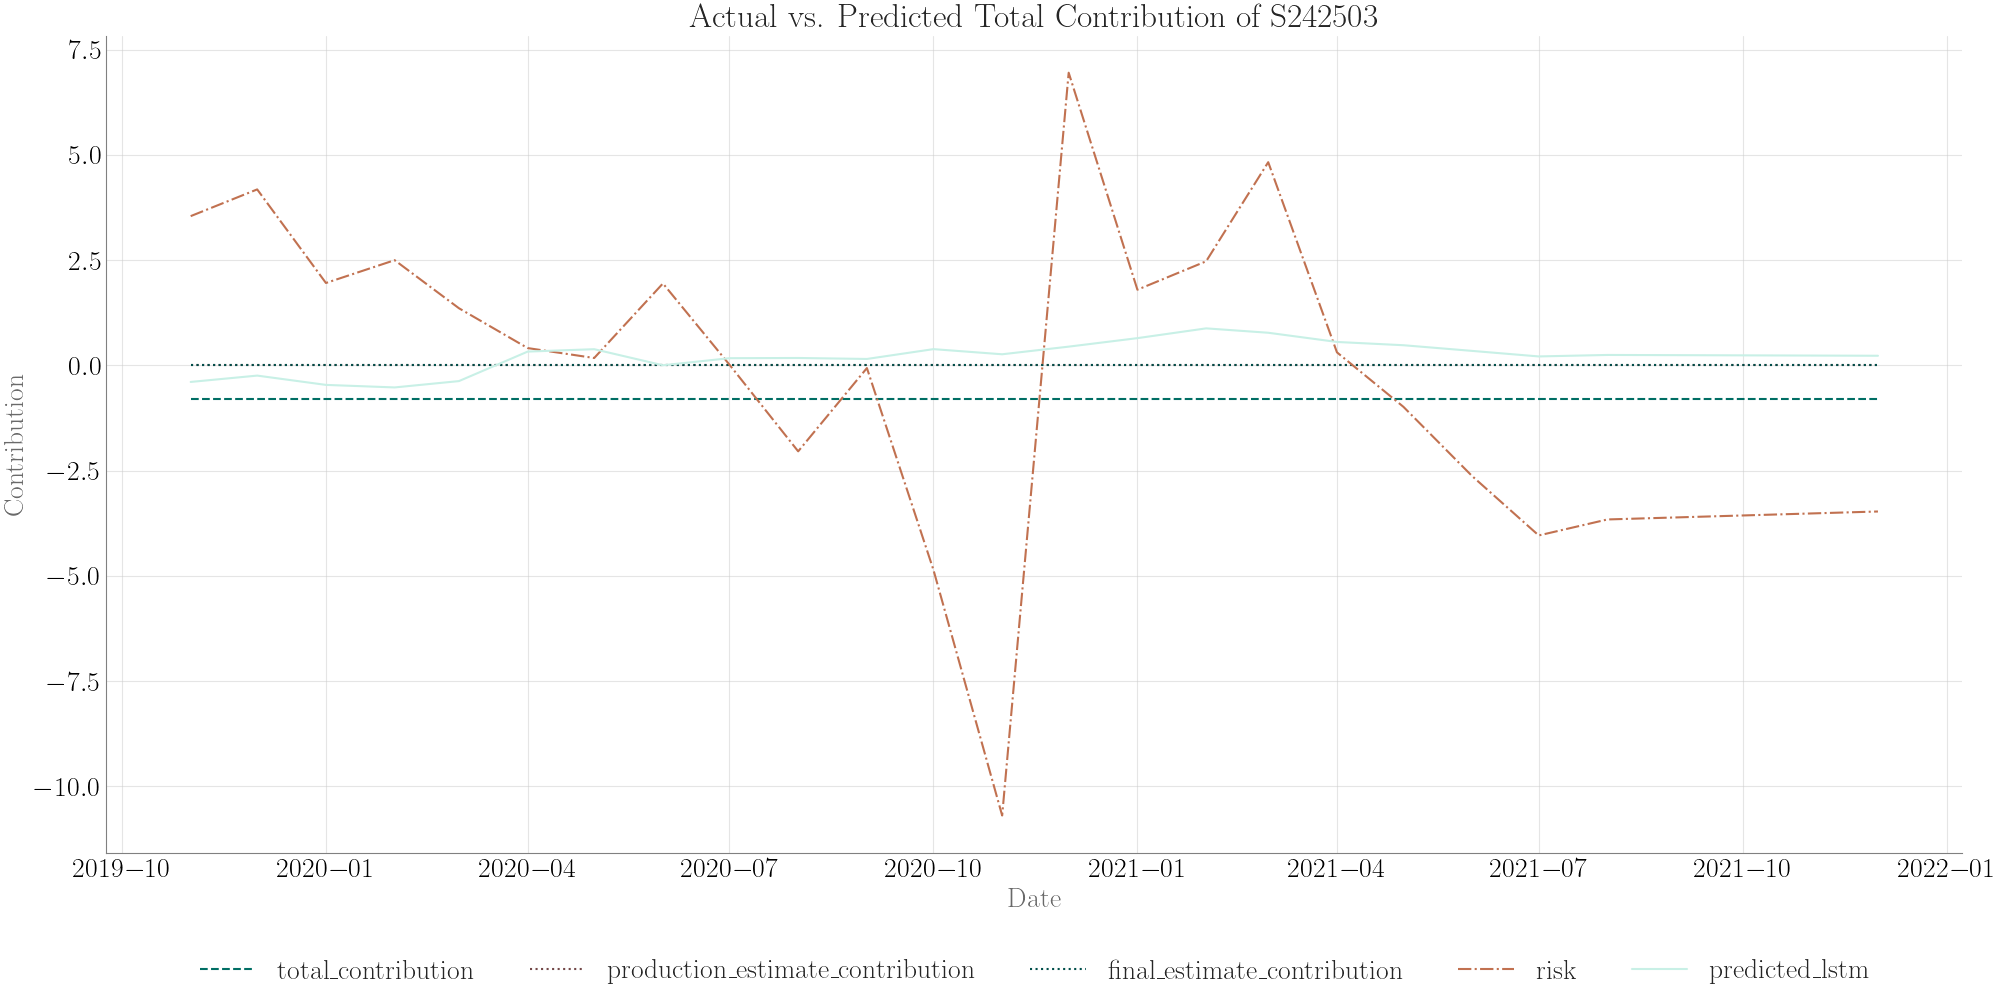 Actual vs. Predicted Total Contribution of S242503
7.5
5.0
2.5
0.0
−2.5
−5.0
−7.5
−10.0
Contribution
2019−10 2020−01 2020−04 2020−07 2020−10 2021−01 2021−04 2021−07 2021−10 2022−01
Date
total_contribution production_estimate_contribution final_estimate_contribution risk predicted_lstm